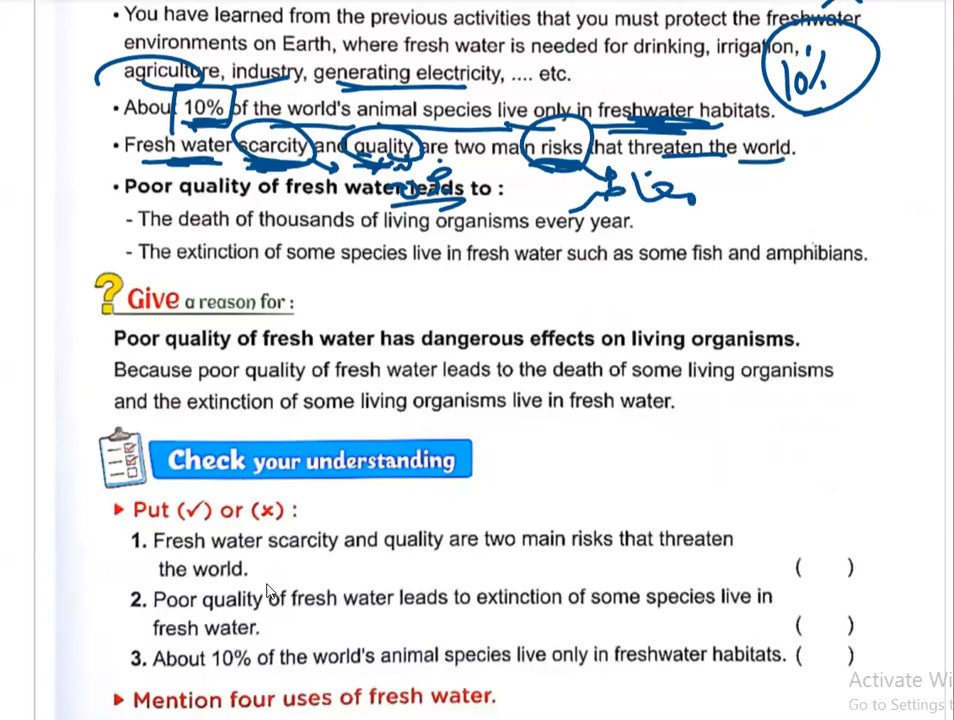 • You have learned from the previous activities that you must protect the freshwater
environments on Earth, where fresh water is needed for drinking, irrigation,
agriculture, industry, generating electricity, .... etc.
10%
• About 10% of the world's animal species live only in freshwater habitats.
• Fresh water scarcity and quality are two main risks that threaten the world.
• Poor quality of fresh water leads to :
- The death of thousands of living organisms every year.
- The extinction of some species live in fresh water such as some fish and amphibians.
? Give a reason for :
Poor quality of fresh water has dangerous effects on living organisms.
Because poor quality of fresh water leads to the death of some living organisms
and the extinction of some living organisms live in fresh water.
Check your understanding
Put (✓) or (×) :
1. Fresh water scarcity and quality are two main risks that threaten
the world. ( )
2. Poor quality of fresh water leads to extinction of some species live in
fresh water. ( )
3. About 10% of the world's animal species live only in freshwater habitats. ( )
Mention four uses of fresh water.
Activate Wi
Go to Settings t